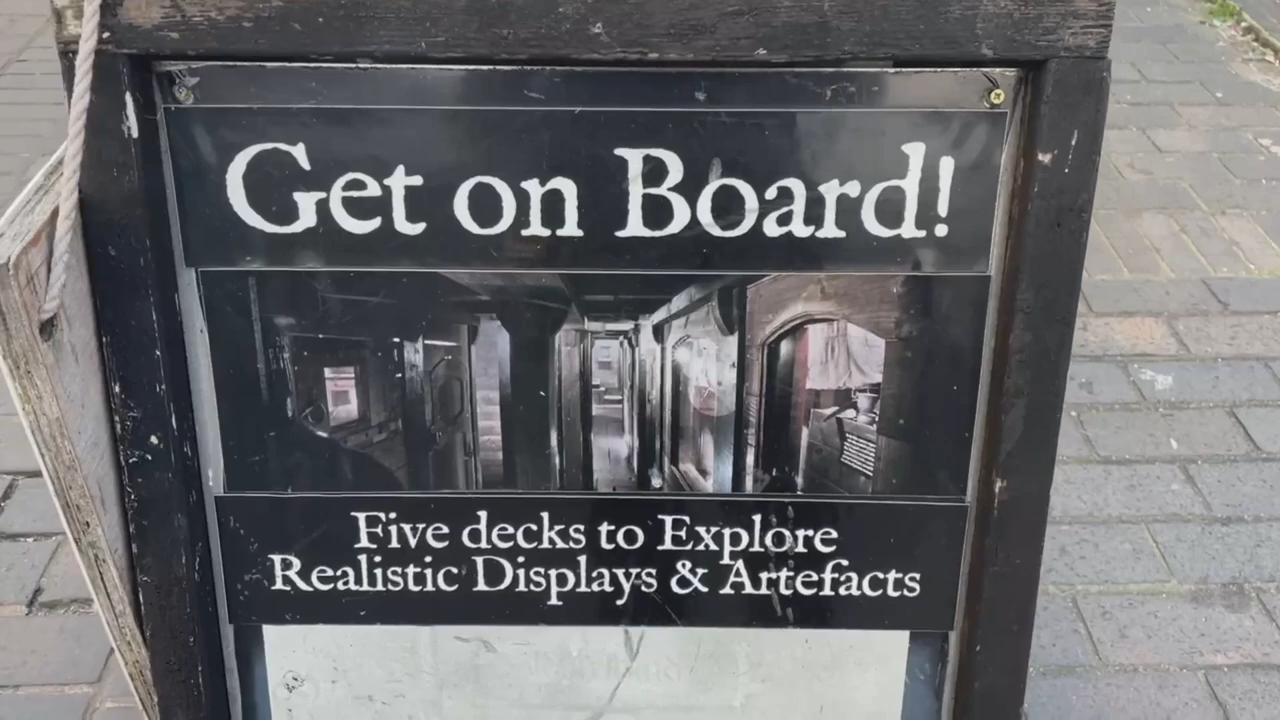 Get on Board!
Five decks to Explore
Realistic Displays & Artefacts